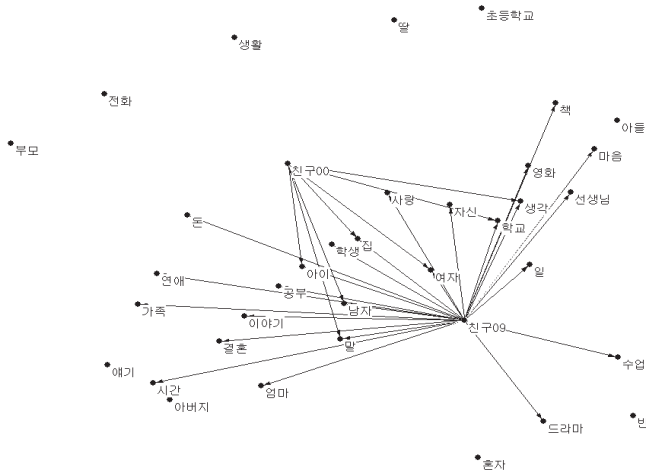 초등학교
딸
생활
전화
책
아들
부모
마음
영화
친구00
선생님
사랑
생각
자신
학교
돈
집
학생
일
아이
여자
연애
공부
가족
남자
이야기
친구09
결혼
말
수업
얘기
시간
엄마
아버지
드라마
반
혼자